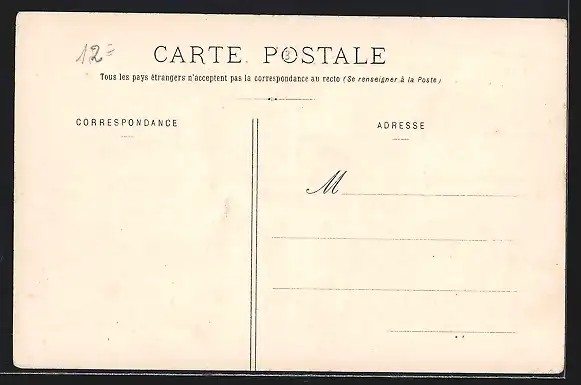 12=
CARTE POSTALE
Tous les pays étrangers n'acceptent pas la correspondance au recto (Se renseigner à la Poste)
CORRESPONDANCE
ADRESSE
M